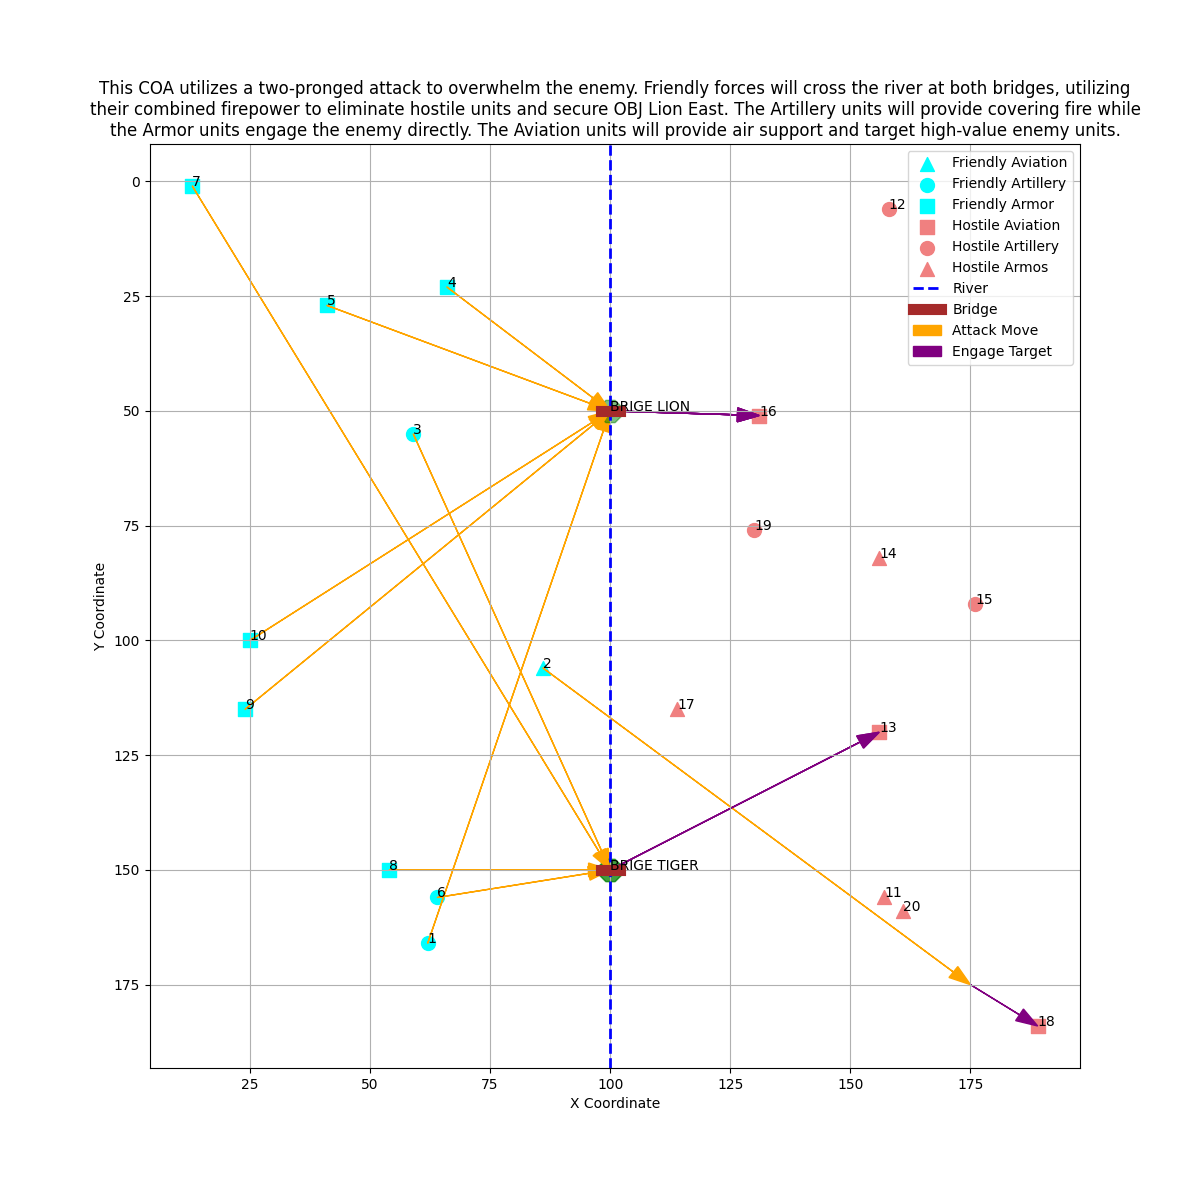 This COA utilizes a two-pronged attack to overwhelm the enemy. Friendly forces will cross the river at both bridges, utilizing
their combined firepower to eliminate hostile units and secure OBJ Lion East. The Artillery units will provide covering fire while
the Armor units engage the enemy directly. The Aviation units will provide air support and target high-value enemy units.
Friendly Aviation
Friendly Artillery
Friendly Armor
Hostile Aviation
Hostile Artillery
Hostile Armos
River
Bridge
Attack Move
Engage Target
7
12
4
5
BRIGE LION
16
3
19
14
15
10
2
9
17
13
8
BRIGE TIGER
6
11
20
1
18
0
25
50
75
100
125
150
175
Y Coordinate
25 50 75 100 125 150 175
X Coordinate